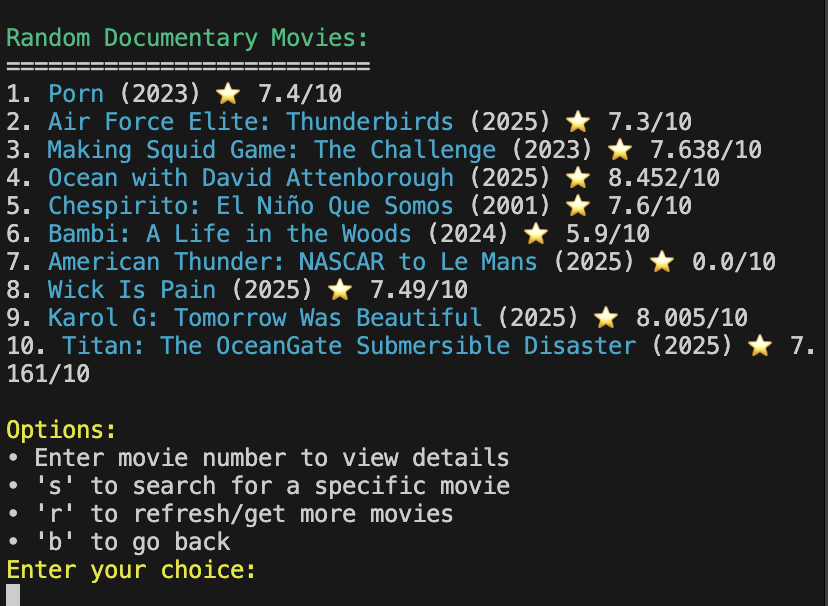 Random Documentary Movies:
==========================
1. Porn (2023) ⭐ 7.4/10
2. Air Force Elite: Thunderbirds (2025) ⭐ 7.3/10
3. Making Squid Game: The Challenge (2023) ⭐ 7.638/10
4. Ocean with David Attenborough (2025) ⭐ 8.452/10
5. Chespirito: El Niño Que Somos (2001) ⭐ 7.6/10
6. Bambi: A Life in the Woods (2024) ⭐ 5.9/10
7. American Thunder: NASCAR to Le Mans (2025) ⭐ 0.0/10
8. Wick Is Pain (2025) ⭐ 7.49/10
9. Karol G: Tomorrow Was Beautiful (2025) ⭐ 8.005/10
10. Titan: The OceanGate Submersible Disaster (2025) ⭐ 7.
161/10
Options:
• Enter movie number to view details
• 's' to search for a specific movie
• 'r' to refresh/get more movies
• 'b' to go back
Enter your choice: